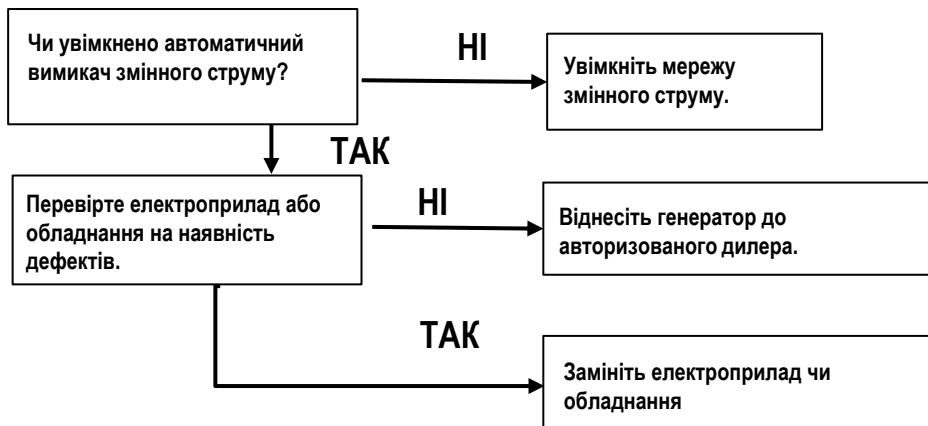 Чи увімкнено автоматичний
вимикач змінного струму?
НІ
Увімкніть мережу
змінного струму.
ТАК
Перевірте електроприлад або
обладнання на наявність
дефектів.
НІ
Віднесіть генератор до
авторизованого дилера.
ТАК
Замініть електроприлад чи
обладнання